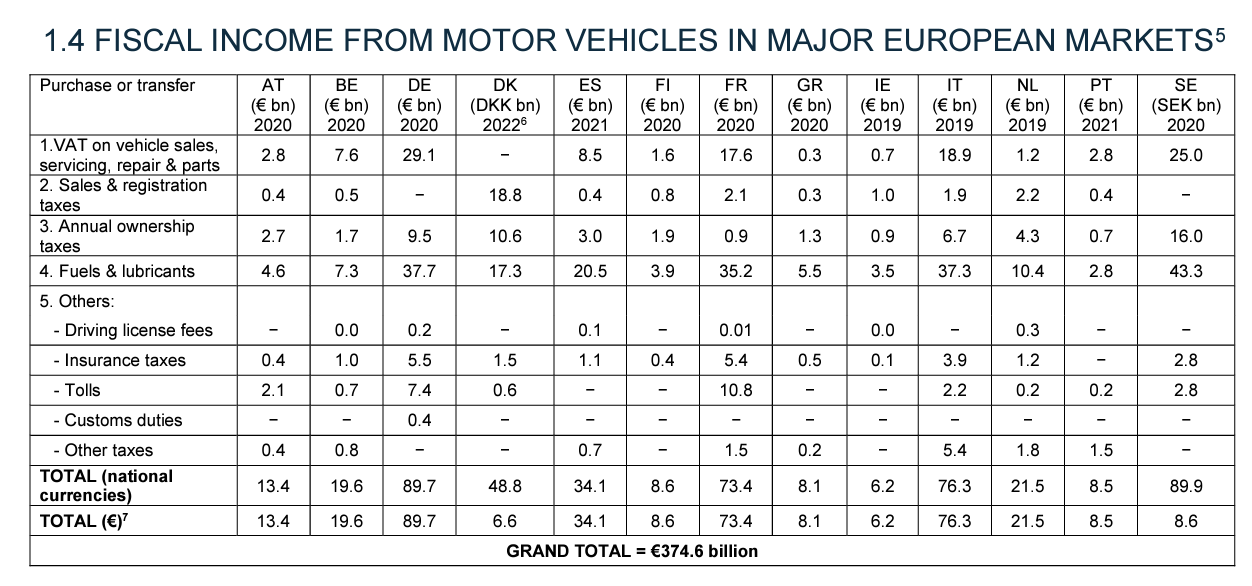 1.4 FISCAL INCOME FROM MOTOR VEHICLES IN MAJOR EUROPEAN MARKETS⁵
Purchase or transfer AT (€ bn) 2020 BE (€ bn) 2020 DE (€ bn) 2020 DK (DKK bn) 2022⁶ ES (€ bn) 2021 FI (€ bn) 2020 FR (€ bn) 2020 GR (€ bn) 2020 IE (€ bn) 2019 IT (€ bn) 2019 NL (€ bn) 2019 PT (€ bn) 2021 SE (SEK bn) 2020
1.VAT on vehicle sales, servicing, repair & parts 2.8 7.6 29.1 − 8.5 1.6 17.6 0.3 0.7 18.9 1.2 2.8 25.0
2. Sales & registration taxes 0.4 0.5 − 18.8 0.4 0.8 2.1 0.3 1.0 1.9 2.2 0.4 −
3. Annual ownership taxes 2.7 1.7 9.5 10.6 3.0 1.9 0.9 1.3 0.9 6.7 4.3 0.7 16.0
4. Fuels & lubricants 4.6 7.3 37.7 17.3 20.5 3.9 35.2 5.5 3.5 37.3 10.4 2.8 43.3
5. Others:
- Driving license fees − 0.0 0.2 − 0.1 − 0.01 − 0.0 − 0.3 − −
- Insurance taxes 0.4 1.0 5.5 1.5 1.1 0.4 5.4 0.5 0.1 3.9 1.2 − 2.8
- Tolls 2.1 0.7 7.4 0.6 − − 10.8 − − 2.2 0.2 0.2 2.8
- Customs duties − − 0.4 − − − − − − − − − −
- Other taxes 0.4 0.8 − − 0.7 − 1.5 0.2 − 5.4 1.8 1.5 −
TOTAL (national currencies) 13.4 19.6 89.7 48.8 34.1 8.6 73.4 8.1 6.2 76.3 21.5 8.5 89.9
TOTAL (€)⁷ 13.4 19.6 89.7 6.6 34.1 8.6 73.4 8.1 6.2 76.3 21.5 8.5 8.6
GRAND TOTAL = €374.6 billion